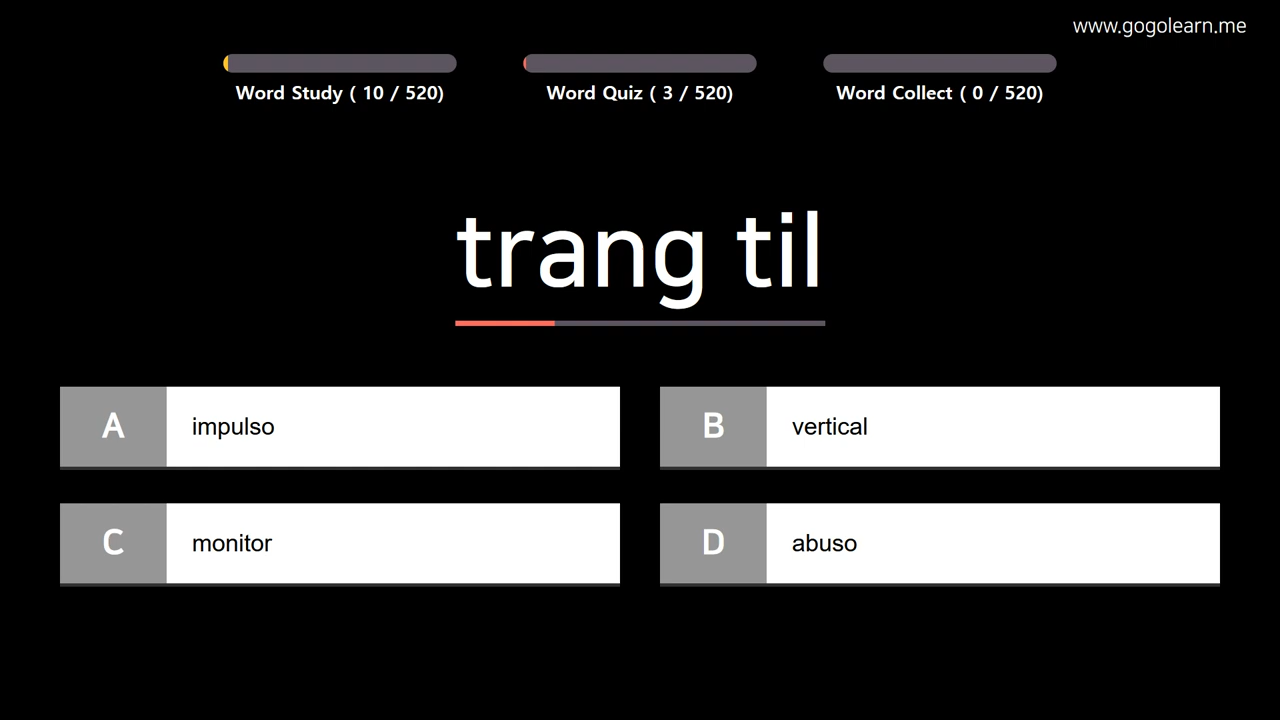 www.gogolearn.me
Word Study ( 10 / 520)
Word Quiz ( 3 / 520)
Word Collect ( 0 / 520)
trang til
A impulso
B vertical
C monitor
D abuso